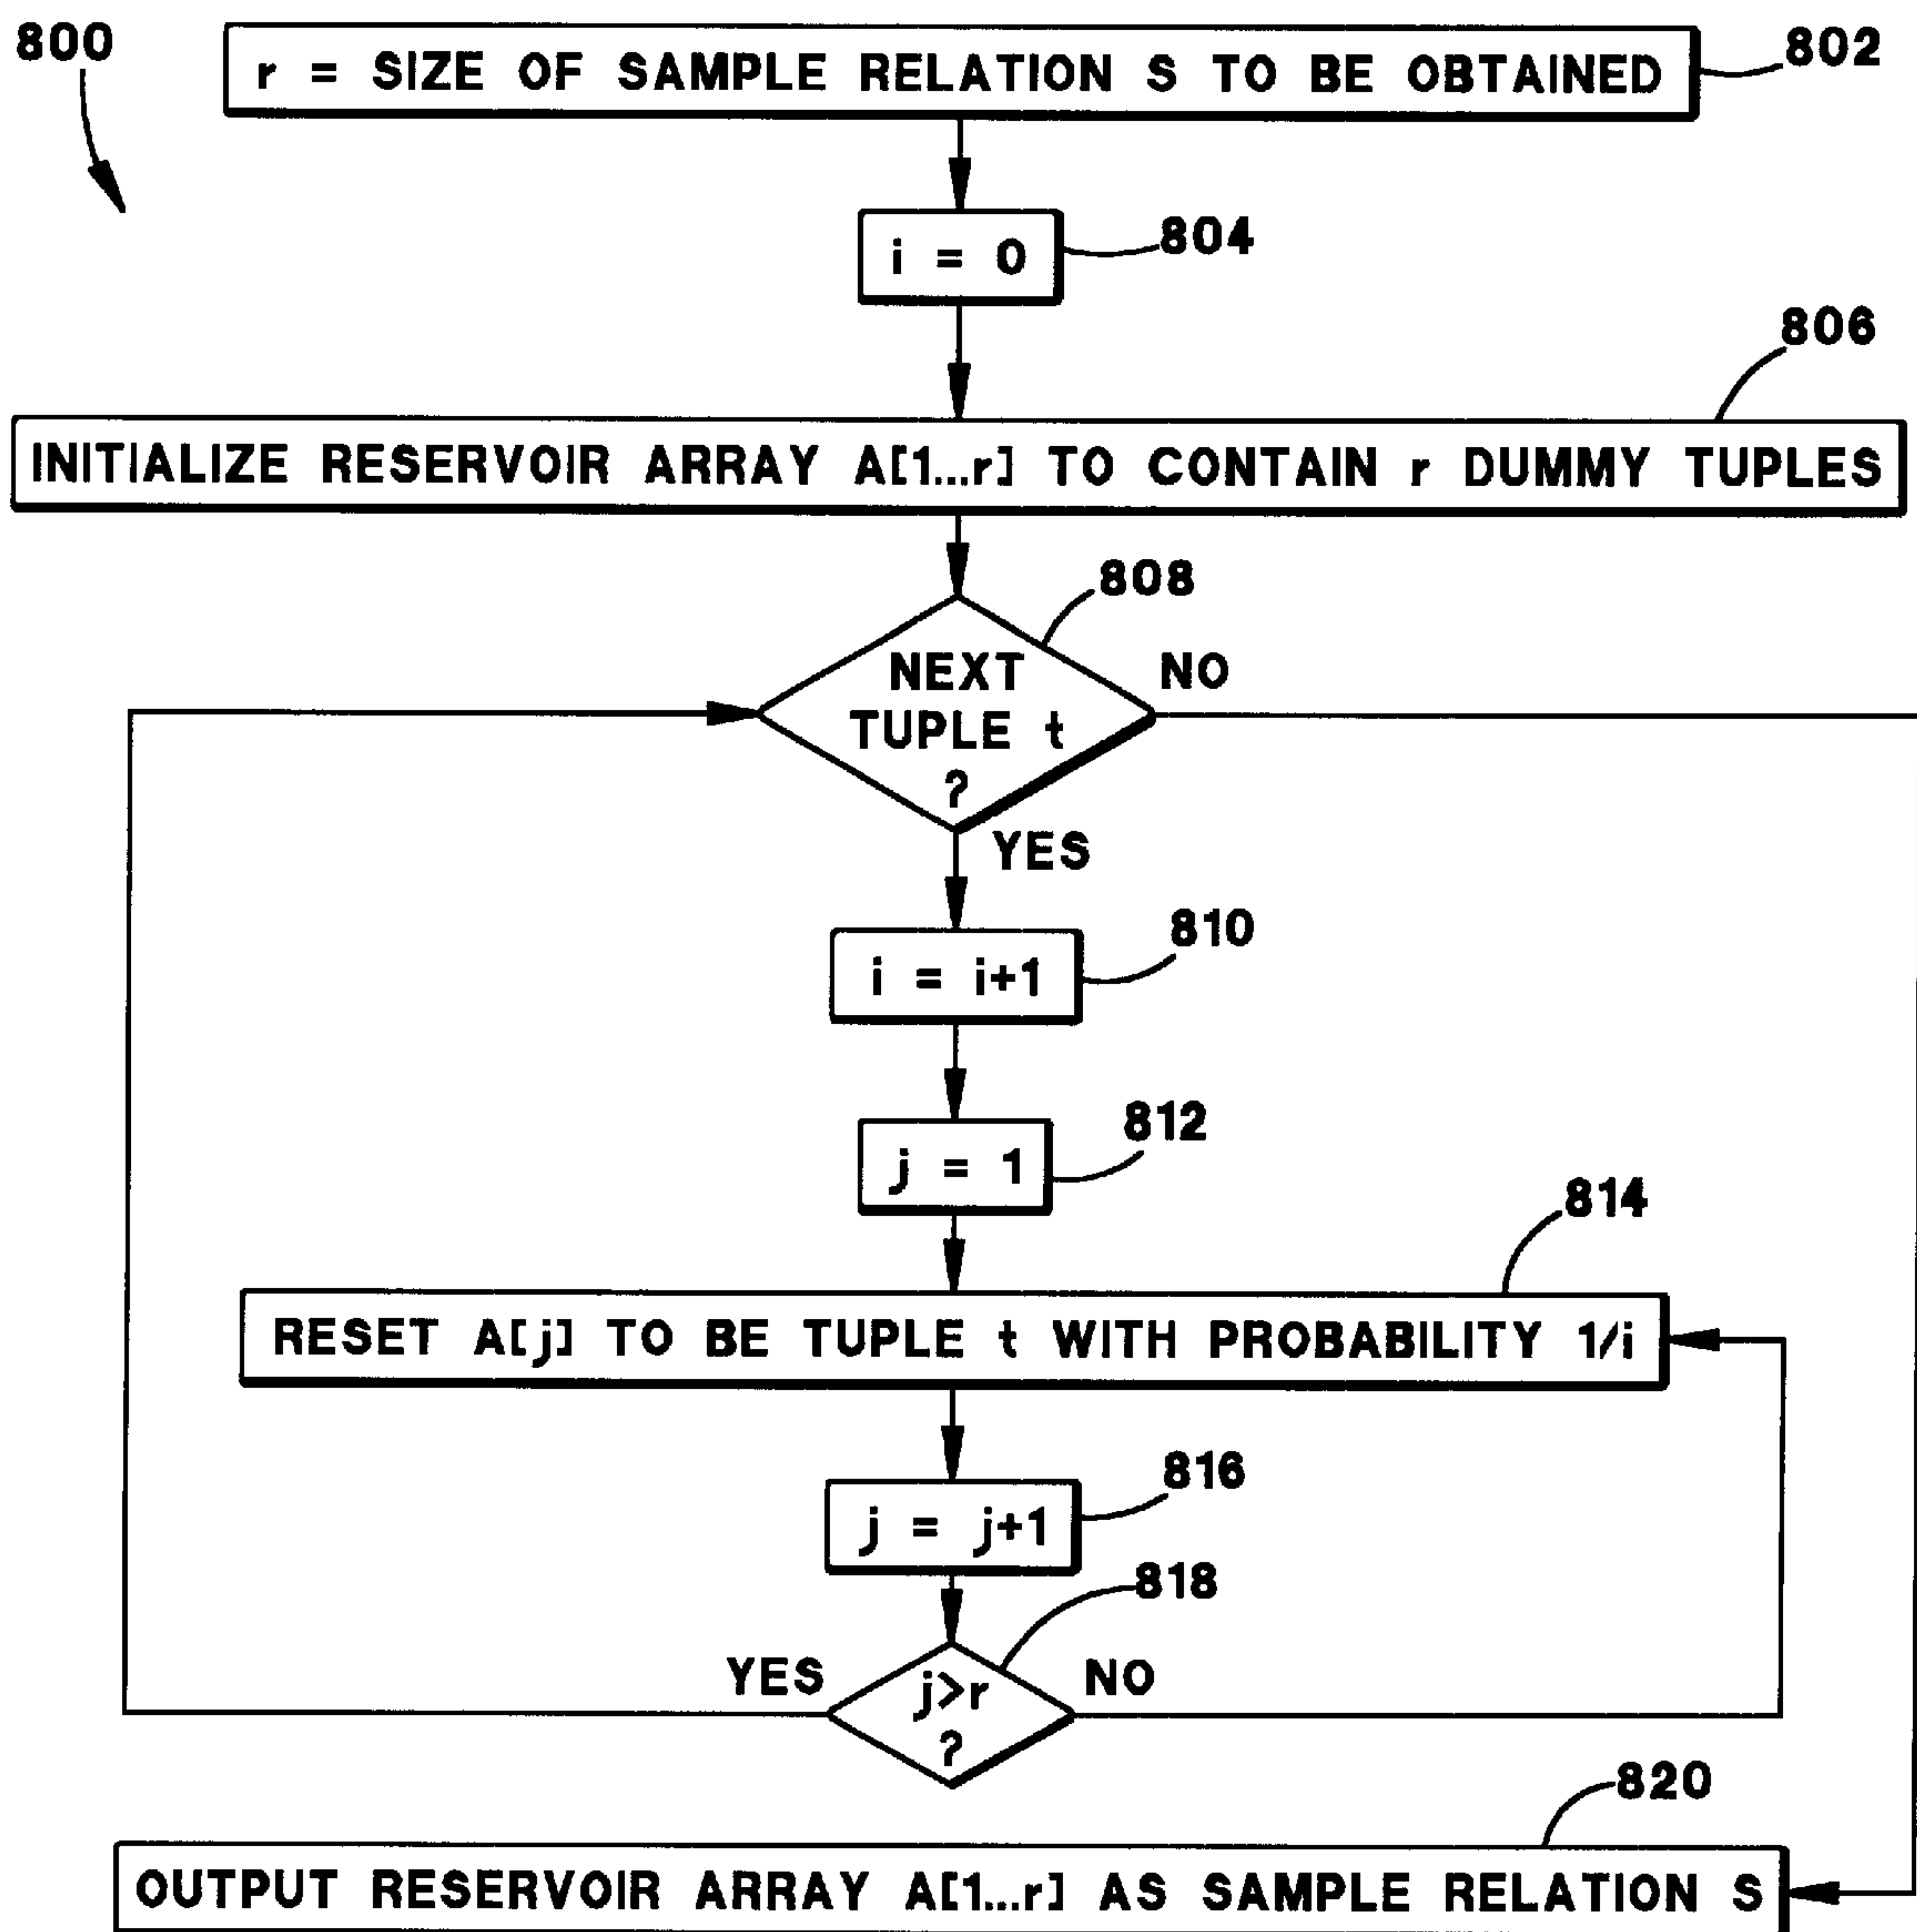 800
r = SIZE OF SAMPLE RELATION S TO BE OBTAINED
802
i = 0
804
806
INITIALIZE RESERVOIR ARRAY A[1...r] TO CONTAIN r DUMMY TUPLES
808
NEXT
TUPLE t
?
NO
YES
810
i = i+1
812
j = 1
814
RESET A[j] TO BE TUPLE t WITH PROBABILITY 1/i
816
j = j+1
818
YES
j>r
?
NO
820
OUTPUT RESERVOIR ARRAY A[1...r] AS SAMPLE RELATION S